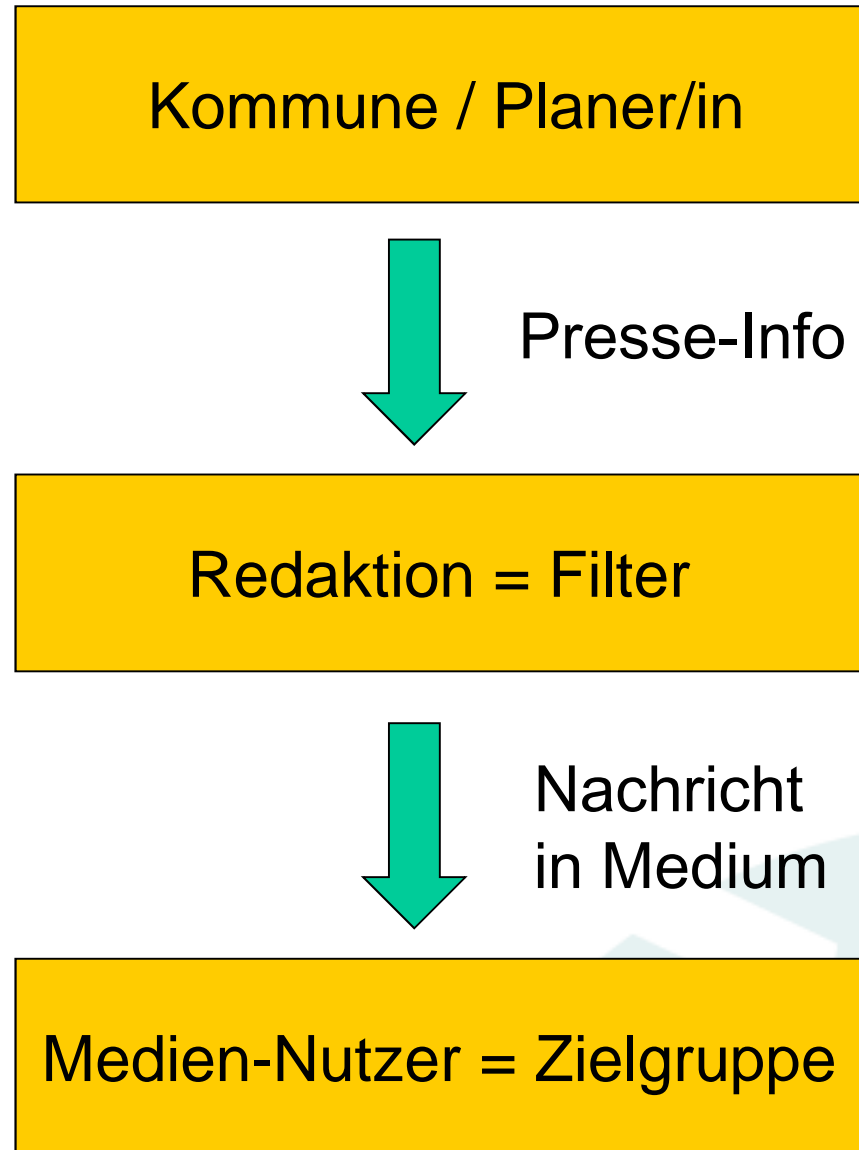 Kommune / Planer/in
Presse-Info
Redaktion = Filter
Nachricht
in Medium
Medien-Nutzer = Zielgruppe